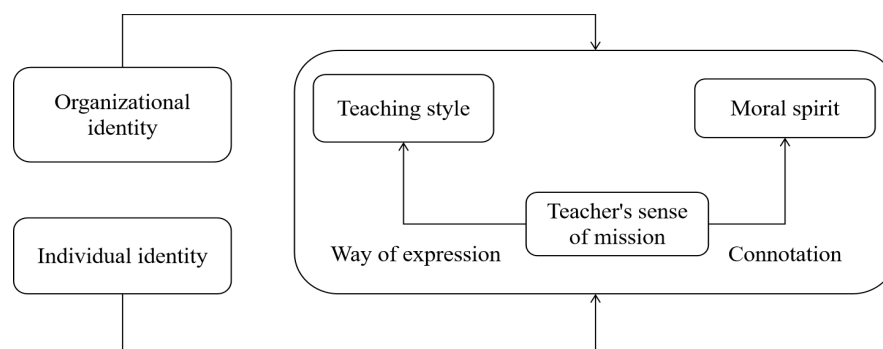 Organizational
identity
Teaching style
Moral spirit
Individual identity
Teacher's sense
of mission
Way of expression
Connotation